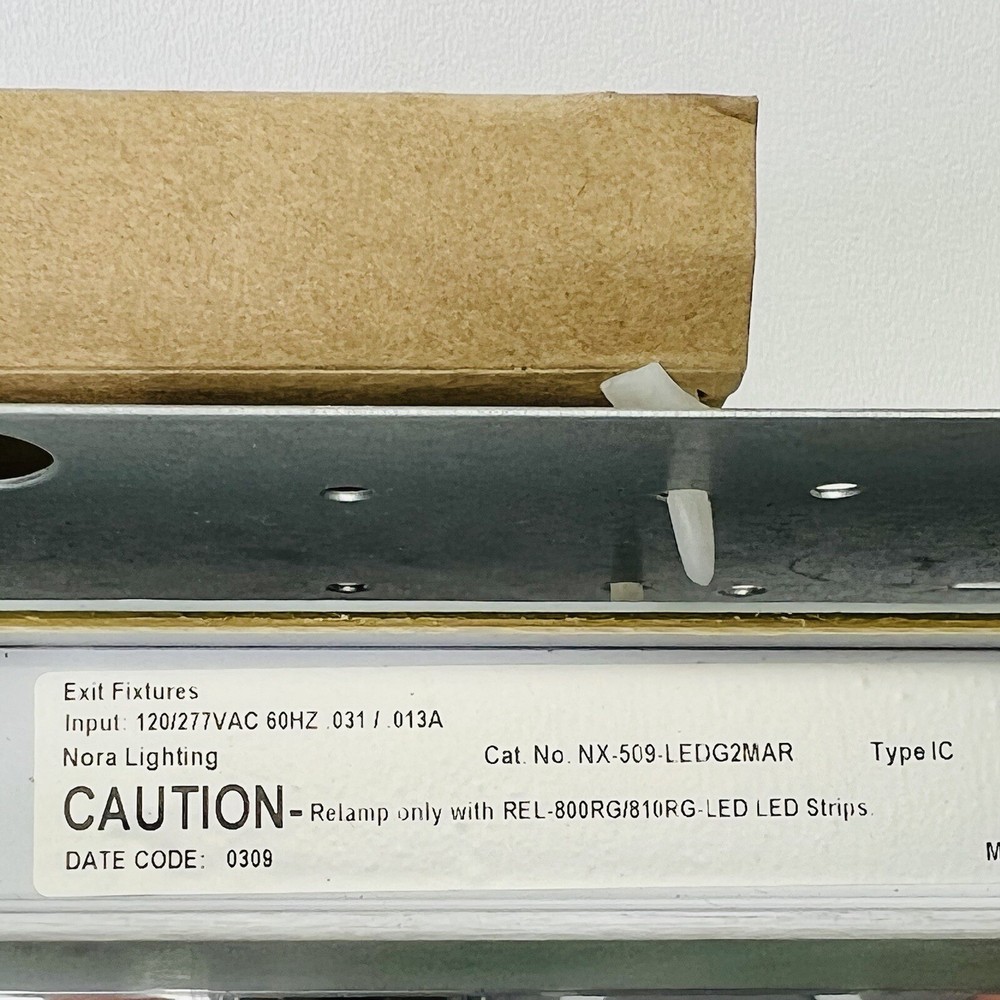 Exit Fixtures
Input: 120/277VAC 60HZ .031 / .013A
Nora Lighting Cat. No. NX-509-LEDG2MAR Type IC
CAUTION- Relamp only with REL-800RG/810RG-LED LED Strips.
DATE CODE: 0309